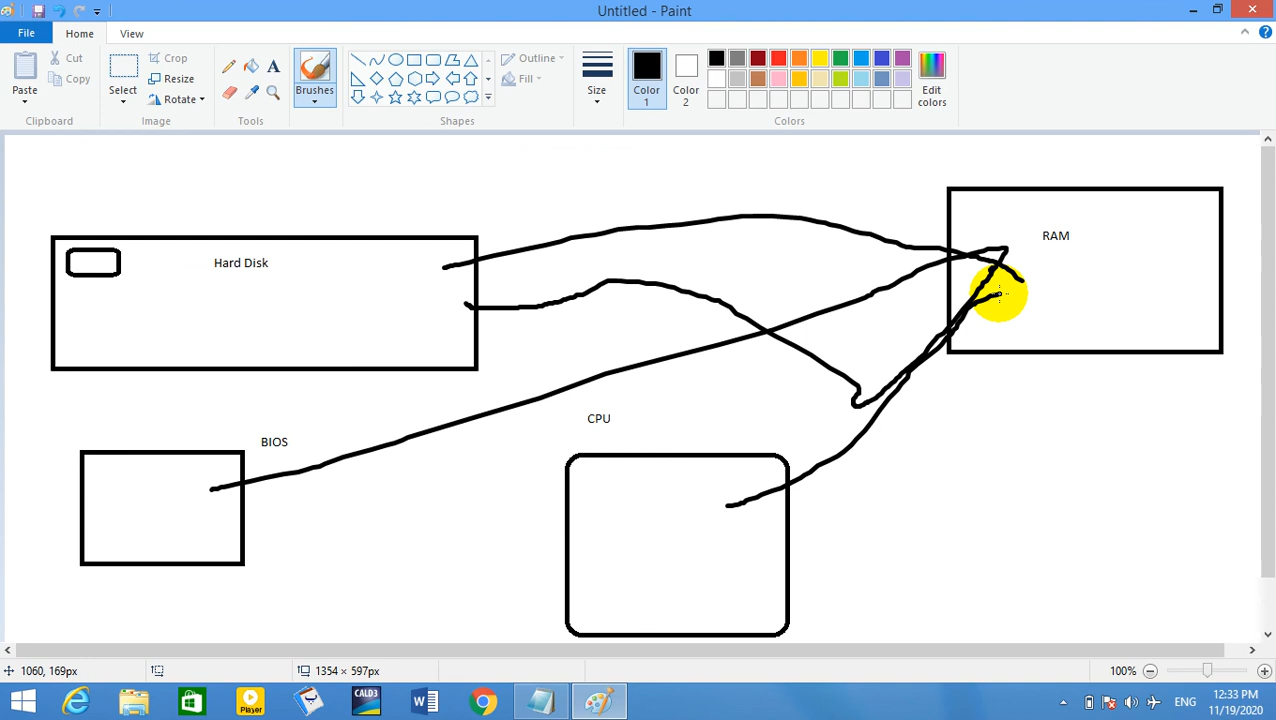 Untitled - Paint
File
Home
View
Paste
Cut
Copy
Clipboard
Select
Crop
Resize
Rotate
Image
A
Tools
Brushes
Outline
Fill
Shapes
Size
Color 1
Color 2
Edit colors
Colors
RAM
Hard Disk
CPU
BIOS
1060, 169px
1354 × 597px
100%
Player
CALD3
ENG
12:33 PM
11/19/2020